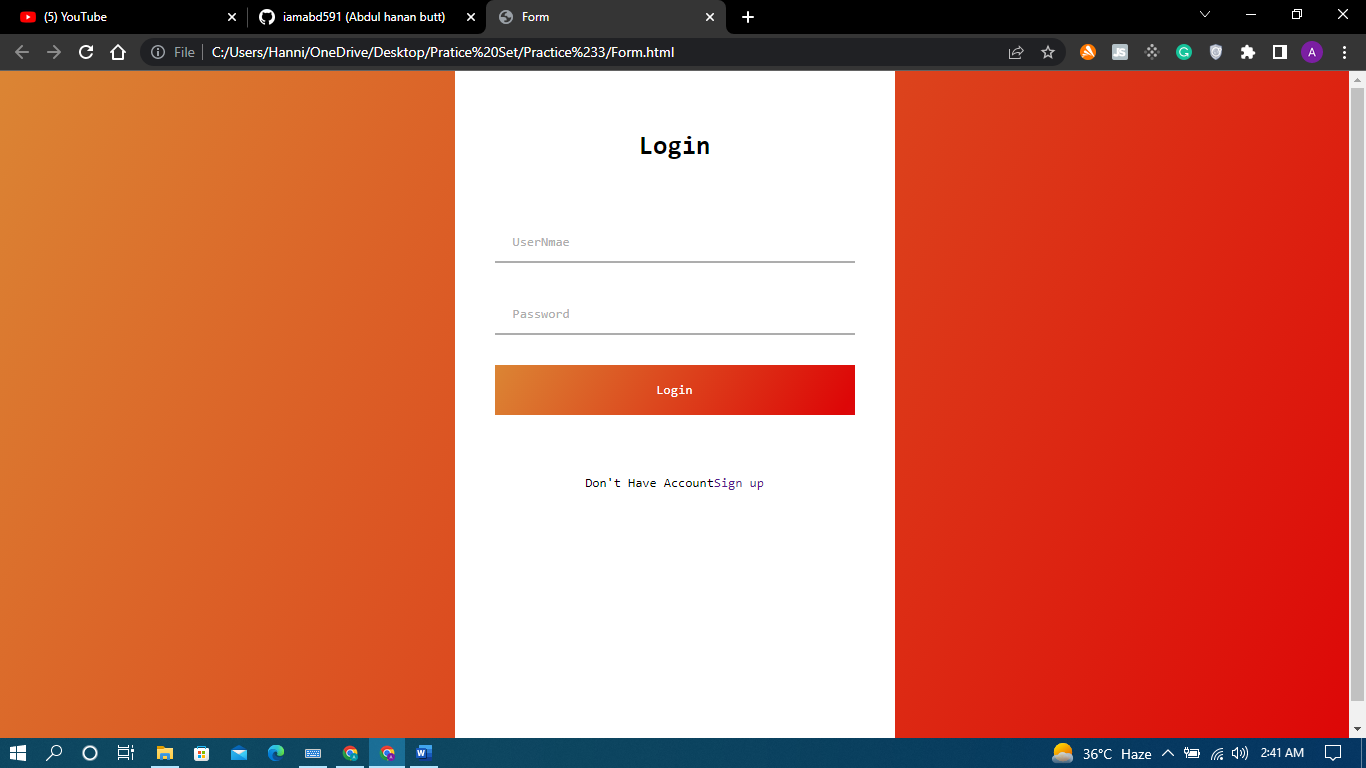 (5) YouTube
iamabd591 (Abdul hanan butt)
Form
File
C:/Users/Hanni/OneDrive/Desktop/Pratice%20Set/Practice%233/Form.html
JS
G
A
Login
UserNmae
Password
Login
Don't Have AccountSign up
W
36°C Haze
2:41 AM